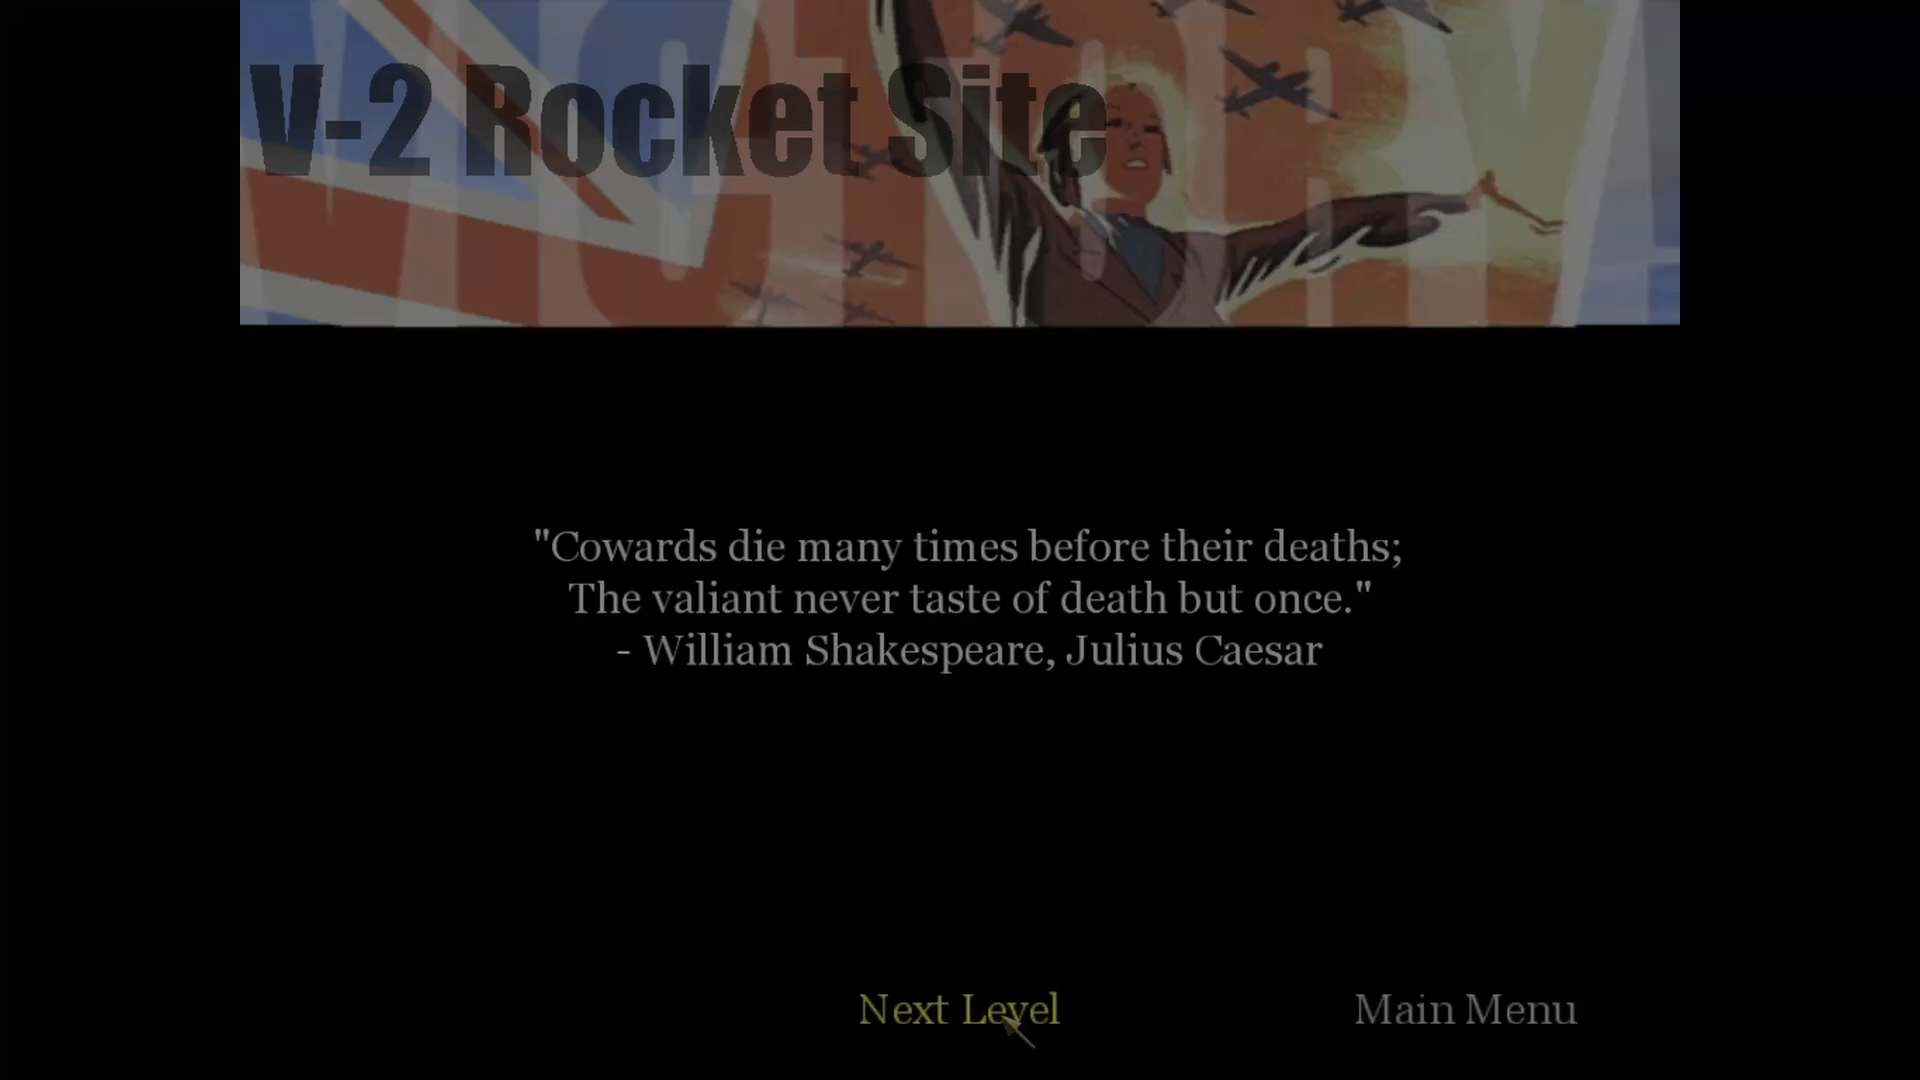 VICTORY
V-2 Rocket Site
"Cowards die many times before their deaths;
The valiant never taste of death but once."
- William Shakespeare, Julius Caesar
Next Level
Main Menu